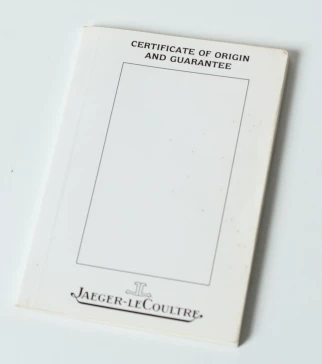 CERTIFICATE OF ORIGIN
AND GUARANTEE
JAEGER-LECOULTRE